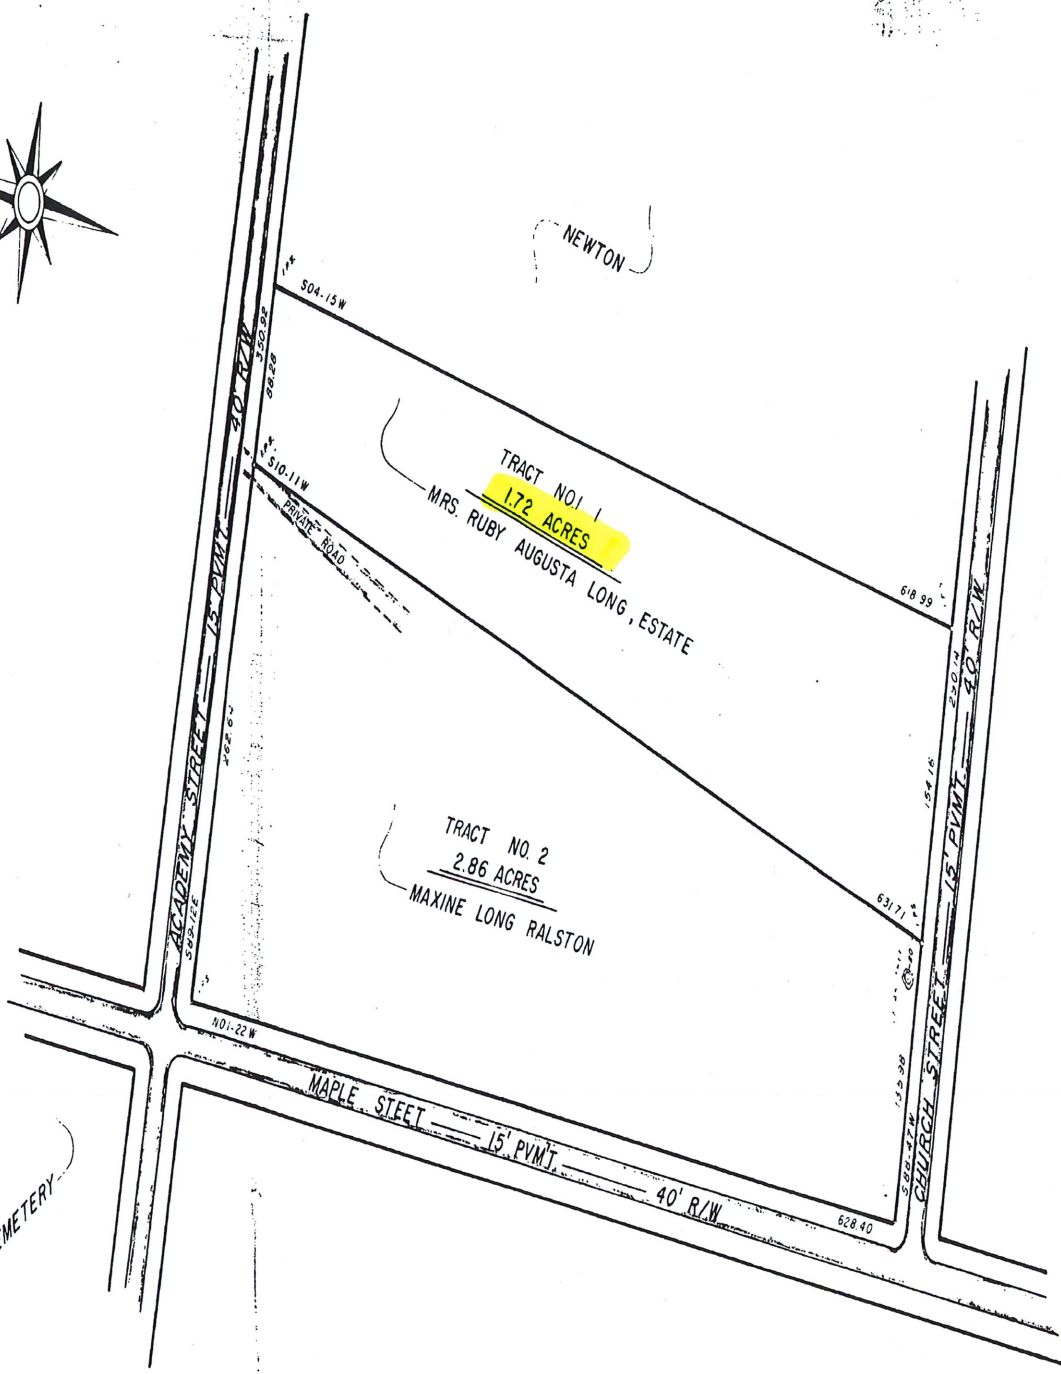 NEWTON
S04-15W
40' R/W
350.92
88.28
S10-11W
PRIVATE ROAD
TRACT NO. 1
1.72 ACRES
MRS. RUBY AUGUSTA LONG, ESTATE
618.99
40' R/W
290.14
154.16
15' PVMT.
15' PVMT.
262.64
ACADEMY STREET
S89-12E
TRACT NO. 2
2.86 ACRES
MAXINE LONG RALSTON
631.71
135.98
S88-47W
CHURCH STREET
N01-22W
MAPLE STEET
15' PVMT.
40' R/W
628.40
EMETERY